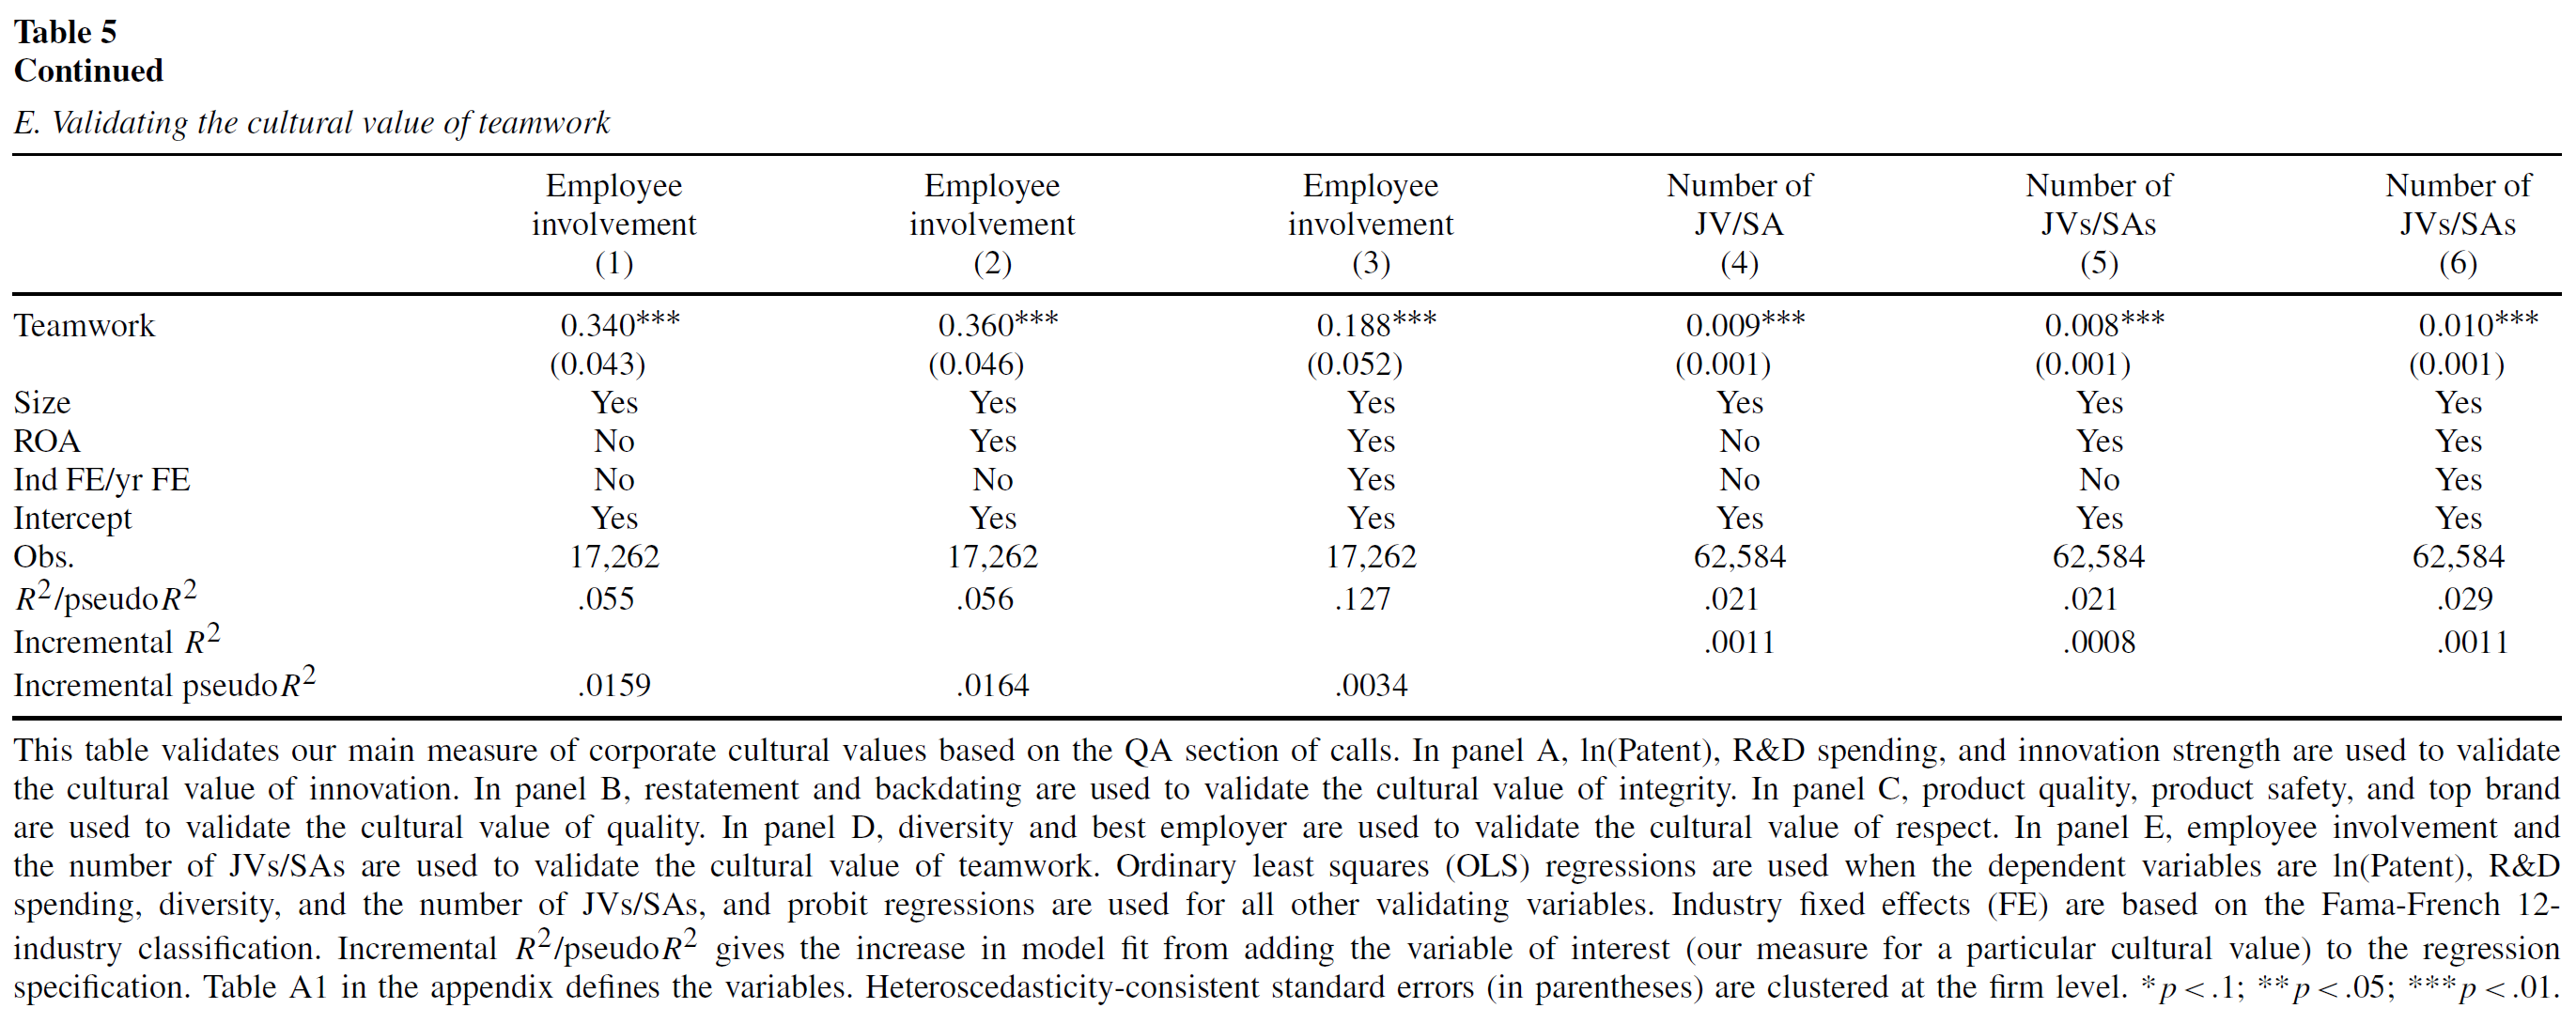 Table 5
Continued
E. Validating the cultural value of teamwork
Employee involvement (1) Employee involvement (2) Employee involvement (3) Number of JV/SA (4) Number of JVs/SAs (5) Number of JVs/SAs (6)
Teamwork 0.340*** 0.360*** 0.188*** 0.009*** 0.008*** 0.010***
(0.043) (0.046) (0.052) (0.001) (0.001) (0.001)
Size Yes Yes Yes Yes Yes Yes
ROA No Yes Yes No Yes Yes
Ind FE/yr FE No No Yes No No Yes
Intercept Yes Yes Yes Yes Yes Yes
Obs. 17,262 17,262 17,262 62,584 62,584 62,584
R²/pseudoR² .055 .056 .127 .021 .021 .029
Incremental R² .0011 .0008 .0011
Incremental pseudoR² .0159 .0164 .0034
This table validates our main measure of corporate cultural values based on the QA section of calls. In panel A, ln(Patent), R&D spending, and innovation strength are used to validate
the cultural value of innovation. In panel B, restatement and backdating are used to validate the cultural value of integrity. In panel C, product quality, product safety, and top brand
are used to validate the cultural value of quality. In panel D, diversity and best employer are used to validate the cultural value of respect. In panel E, employee involvement and
the number of JVs/SAs are used to validate the cultural value of teamwork. Ordinary least squares (OLS) regressions are used when the dependent variables are ln(Patent), R&D
spending, diversity, and the number of JVs/SAs, and probit regressions are used for all other validating variables. Industry fixed effects (FE) are based on the Fama-French 12-
industry classification. Incremental R²/pseudoR² gives the increase in model fit from adding the variable of interest (our measure for a particular cultural value) to the regression
specification. Table A1 in the appendix defines the variables. Heteroscedasticity-consistent standard errors (in parentheses) are clustered at the firm level. *p < .1; **p < .05; ***p < .01.